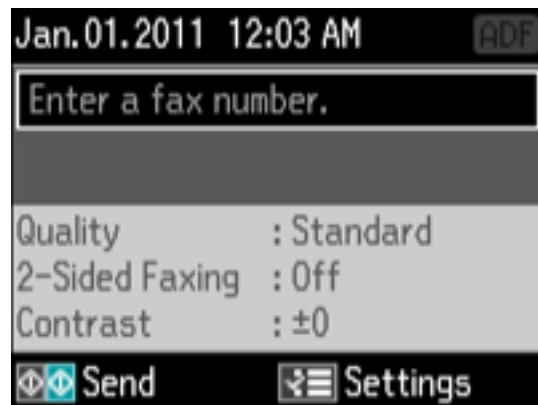 Jan.01.2011 12:03 AM ADF
Enter a fax number.
Quality : Standard
2-Sided Faxing : Off
Contrast : ±0
Send Settings